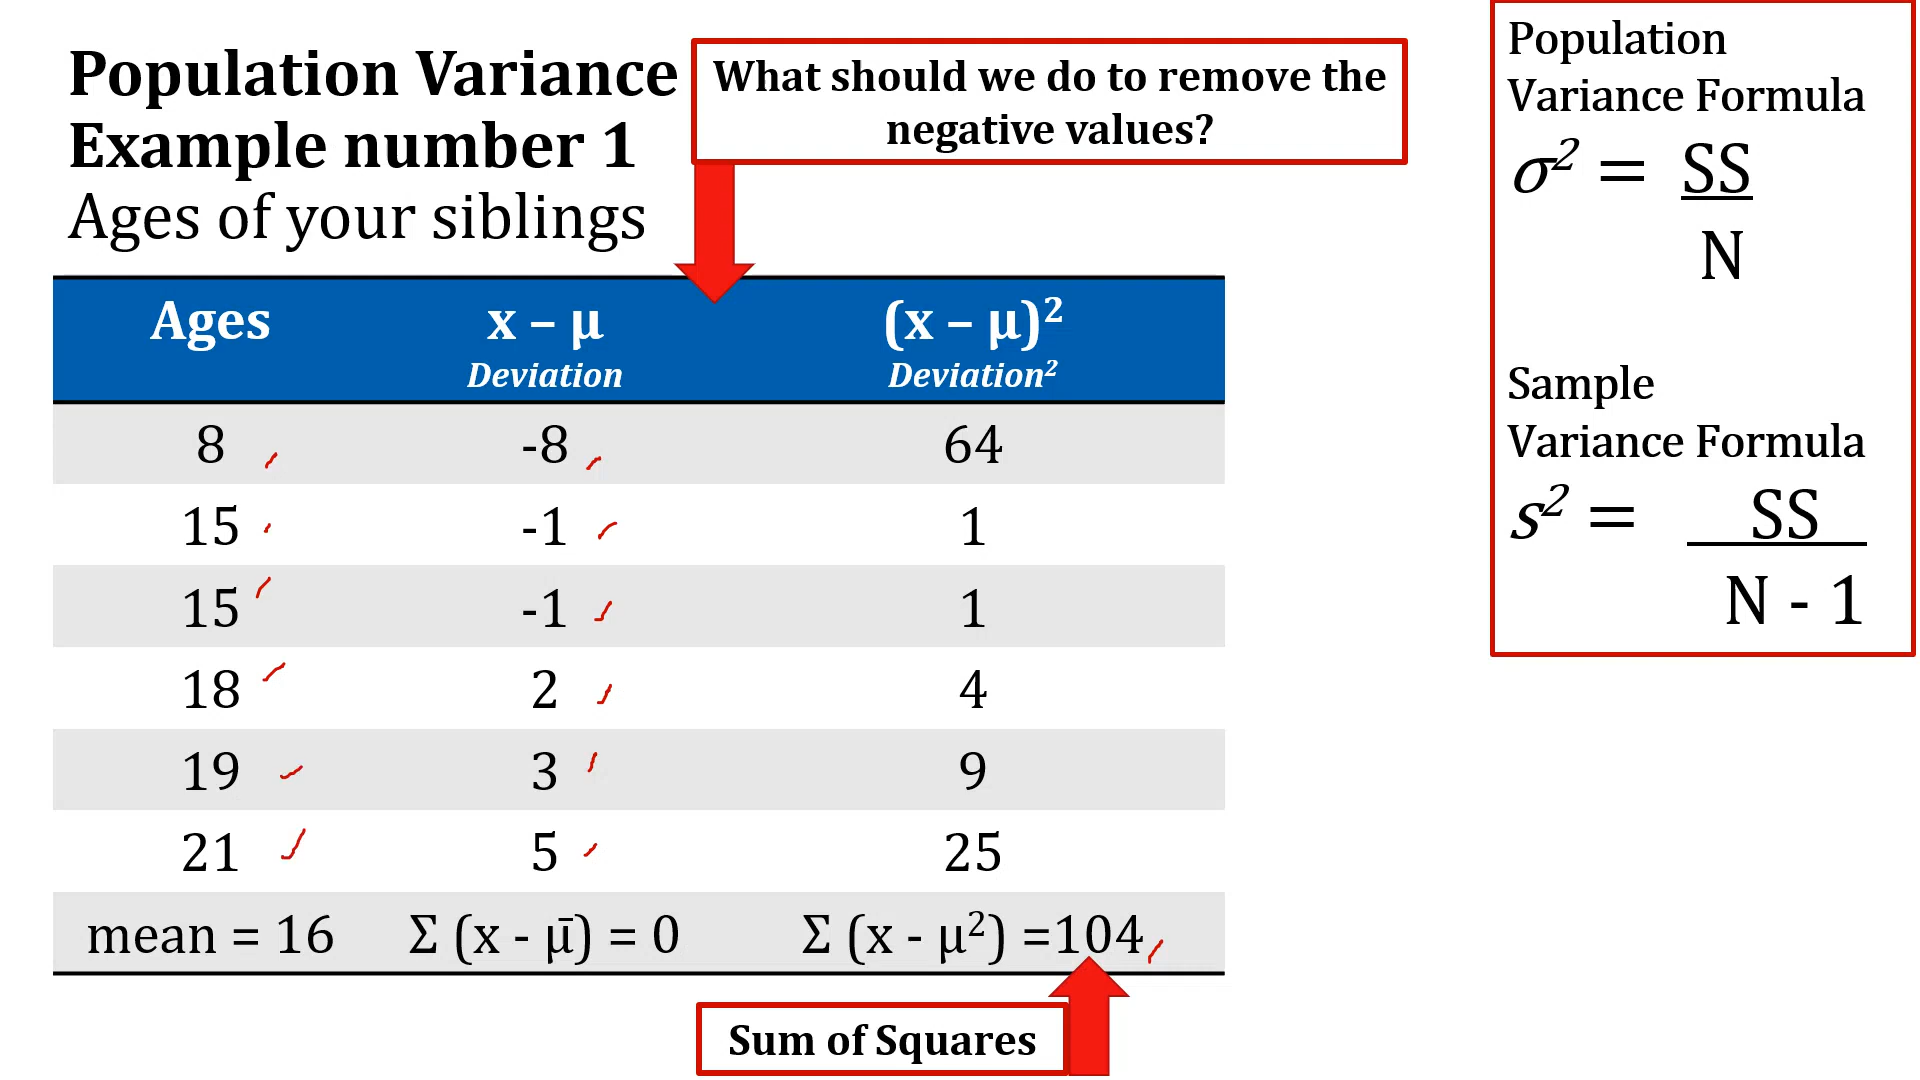 Population Variance
Example number 1
Ages of your siblings
What should we do to remove the
negative values?
Ages x – μ (x – μ)²
Deviation Deviation²
8 -8 64
15 -1 1
15 -1 1
18 2 4
19 3 9
21 5 25
mean = 16 Σ (x - μ̄) = 0 Σ (x - μ²) =104
Sum of Squares
Population
Variance Formula
σ² = SS
N
Sample
Variance Formula
s² = SS
N - 1